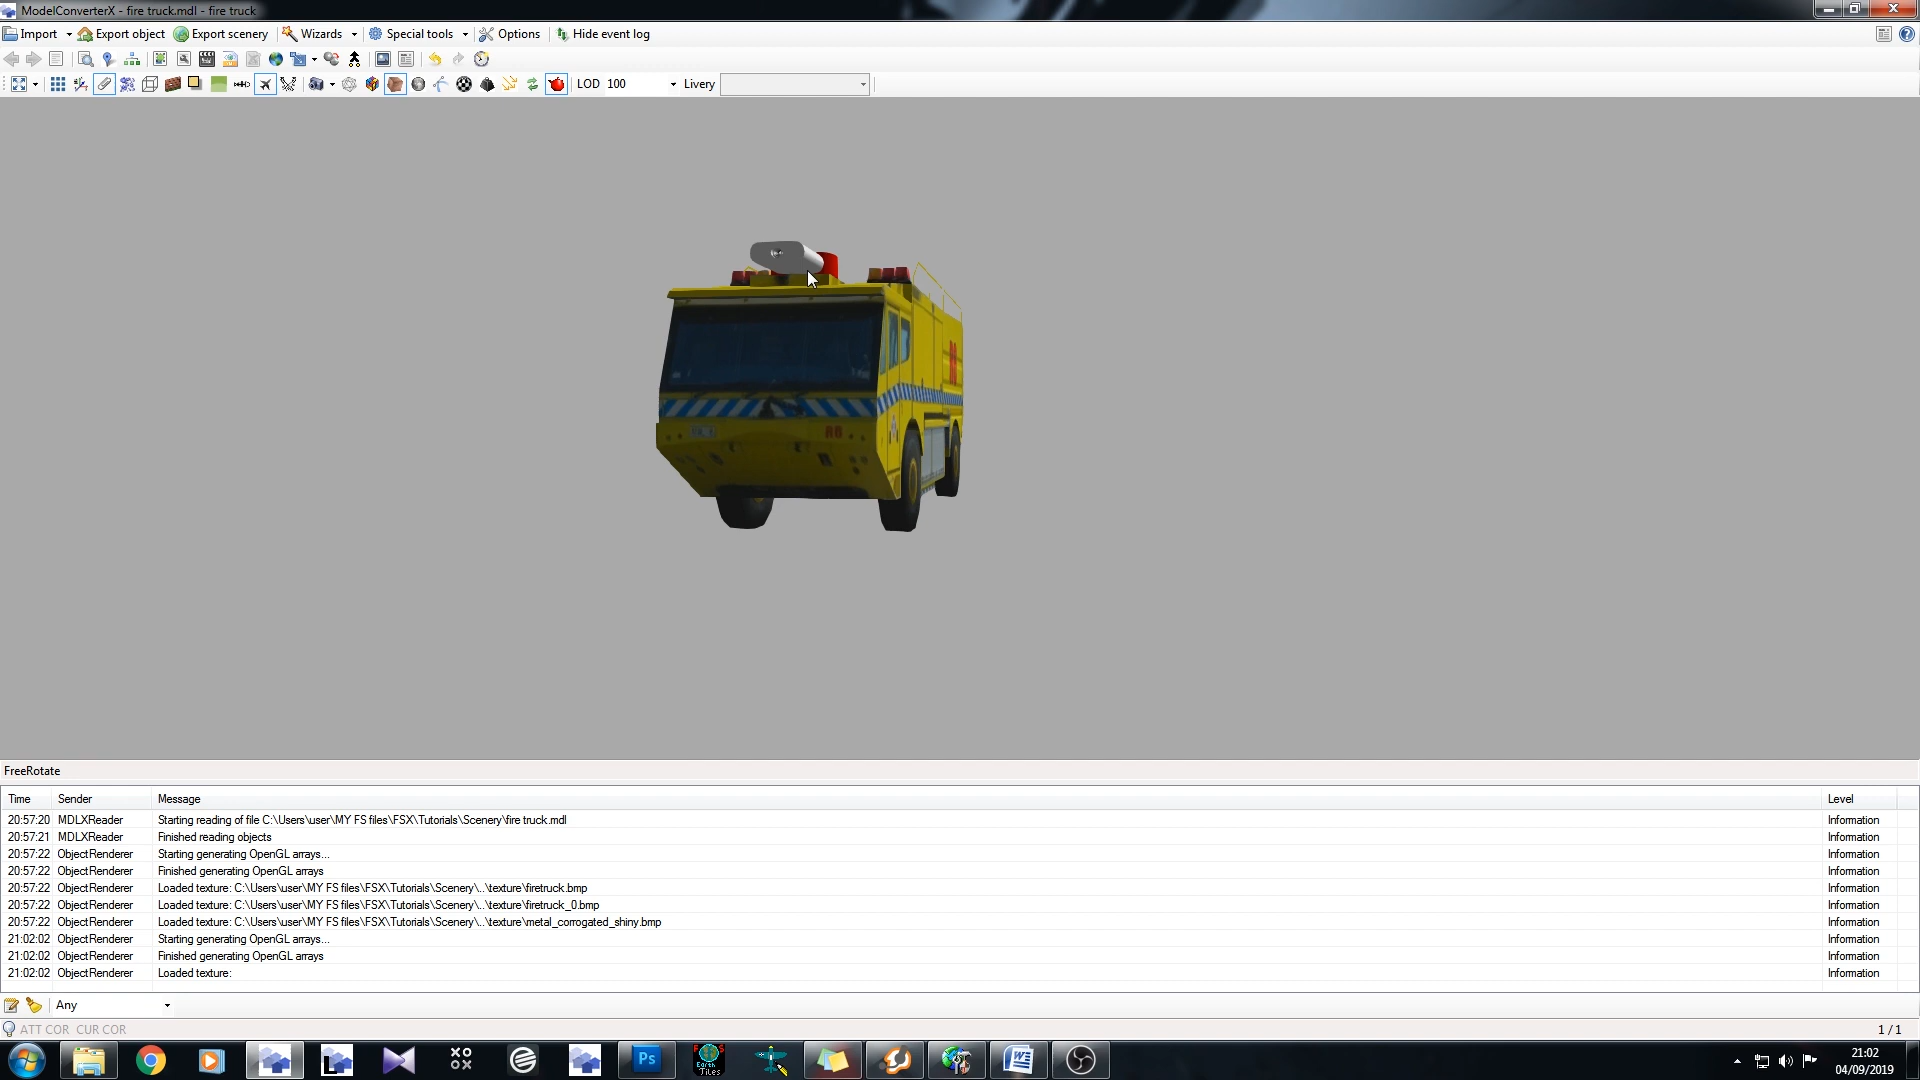 ModelConverterX - fire truck.mdl - fire truck
Import Export object Export scenery Wizards Special tools Options Hide event log
LOD 100 Livery
FreeRotate
Time Sender Message Level
20:57:20 MDLXReader Starting reading of file C:\Users\user\MY FS files\FSX\Tutorials\Scenery\fire truck.mdl Information
20:57:21 MDLXReader Finished reading objects Information
20:57:22 ObjectRenderer Starting generating OpenGL arrays... Information
20:57:22 ObjectRenderer Finished generating OpenGL arrays Information
20:57:22 ObjectRenderer Loaded texture: C:\Users\user\MY FS files\FSX\Tutorials\Scenery\..\texture\firetruck.bmp Information
20:57:22 ObjectRenderer Loaded texture: C:\Users\user\MY FS files\FSX\Tutorials\Scenery\..\texture\firetruck_0.bmp Information
20:57:22 ObjectRenderer Loaded texture: C:\Users\user\MY FS files\FSX\Tutorials\Scenery\..\texture\metal_corrogated_shiny.bmp Information
21:02:02 ObjectRenderer Starting generating OpenGL arrays... Information
21:02:02 ObjectRenderer Finished generating OpenGL arrays Information
21:02:02 ObjectRenderer Loaded texture: Information
Any
ATT COR CUR COR 1 / 1
L Ps Earth Tiles W
21:02
04/09/2019